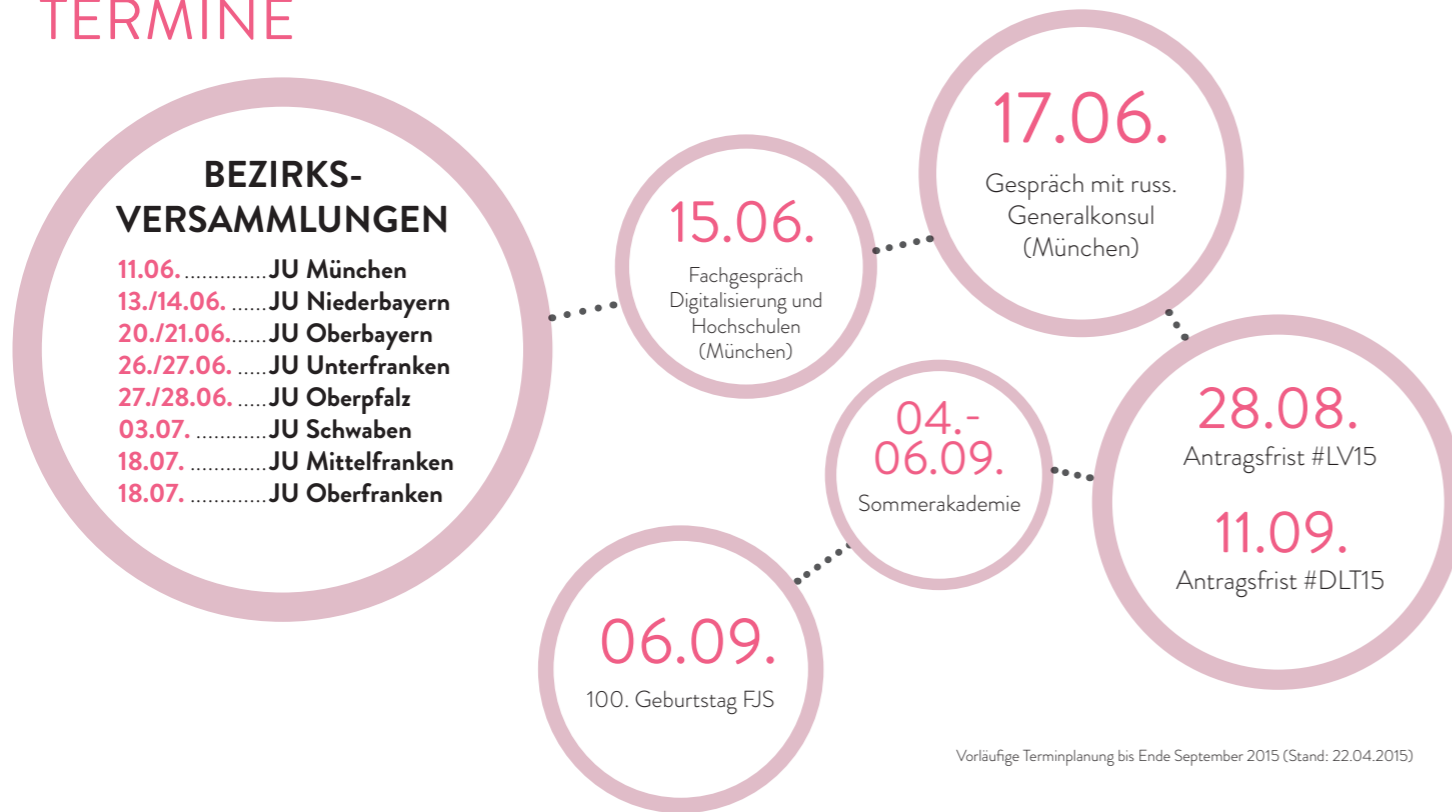 TERMINE
BEZIRKS-
VERSAMMLUNGEN
11.06. .............JU München
13./14.06. ......JU Niederbayern
20./21.06.......JU Oberbayern
26./27.06. .....JU Unterfranken
27./28.06. .....JU Oberpfalz
03.07. .............JU Schwaben
18.07. ..............JU Mittelfranken
18.07. .............JU Oberfranken
15.06.
Fachgespräch
Digitalisierung und
Hochschulen
(München)
17.06.
Gespräch mit russ.
Generalkonsul
(München)
28.08.
Antragsfrist #LV15
11.09.
Antragsfrist #DLT15
04.-
06.09.
Sommerakademie
06.09.
100. Geburtstag FJS
Vorläufige Terminplanung bis Ende September 2015 (Stand: 22.04.2015)